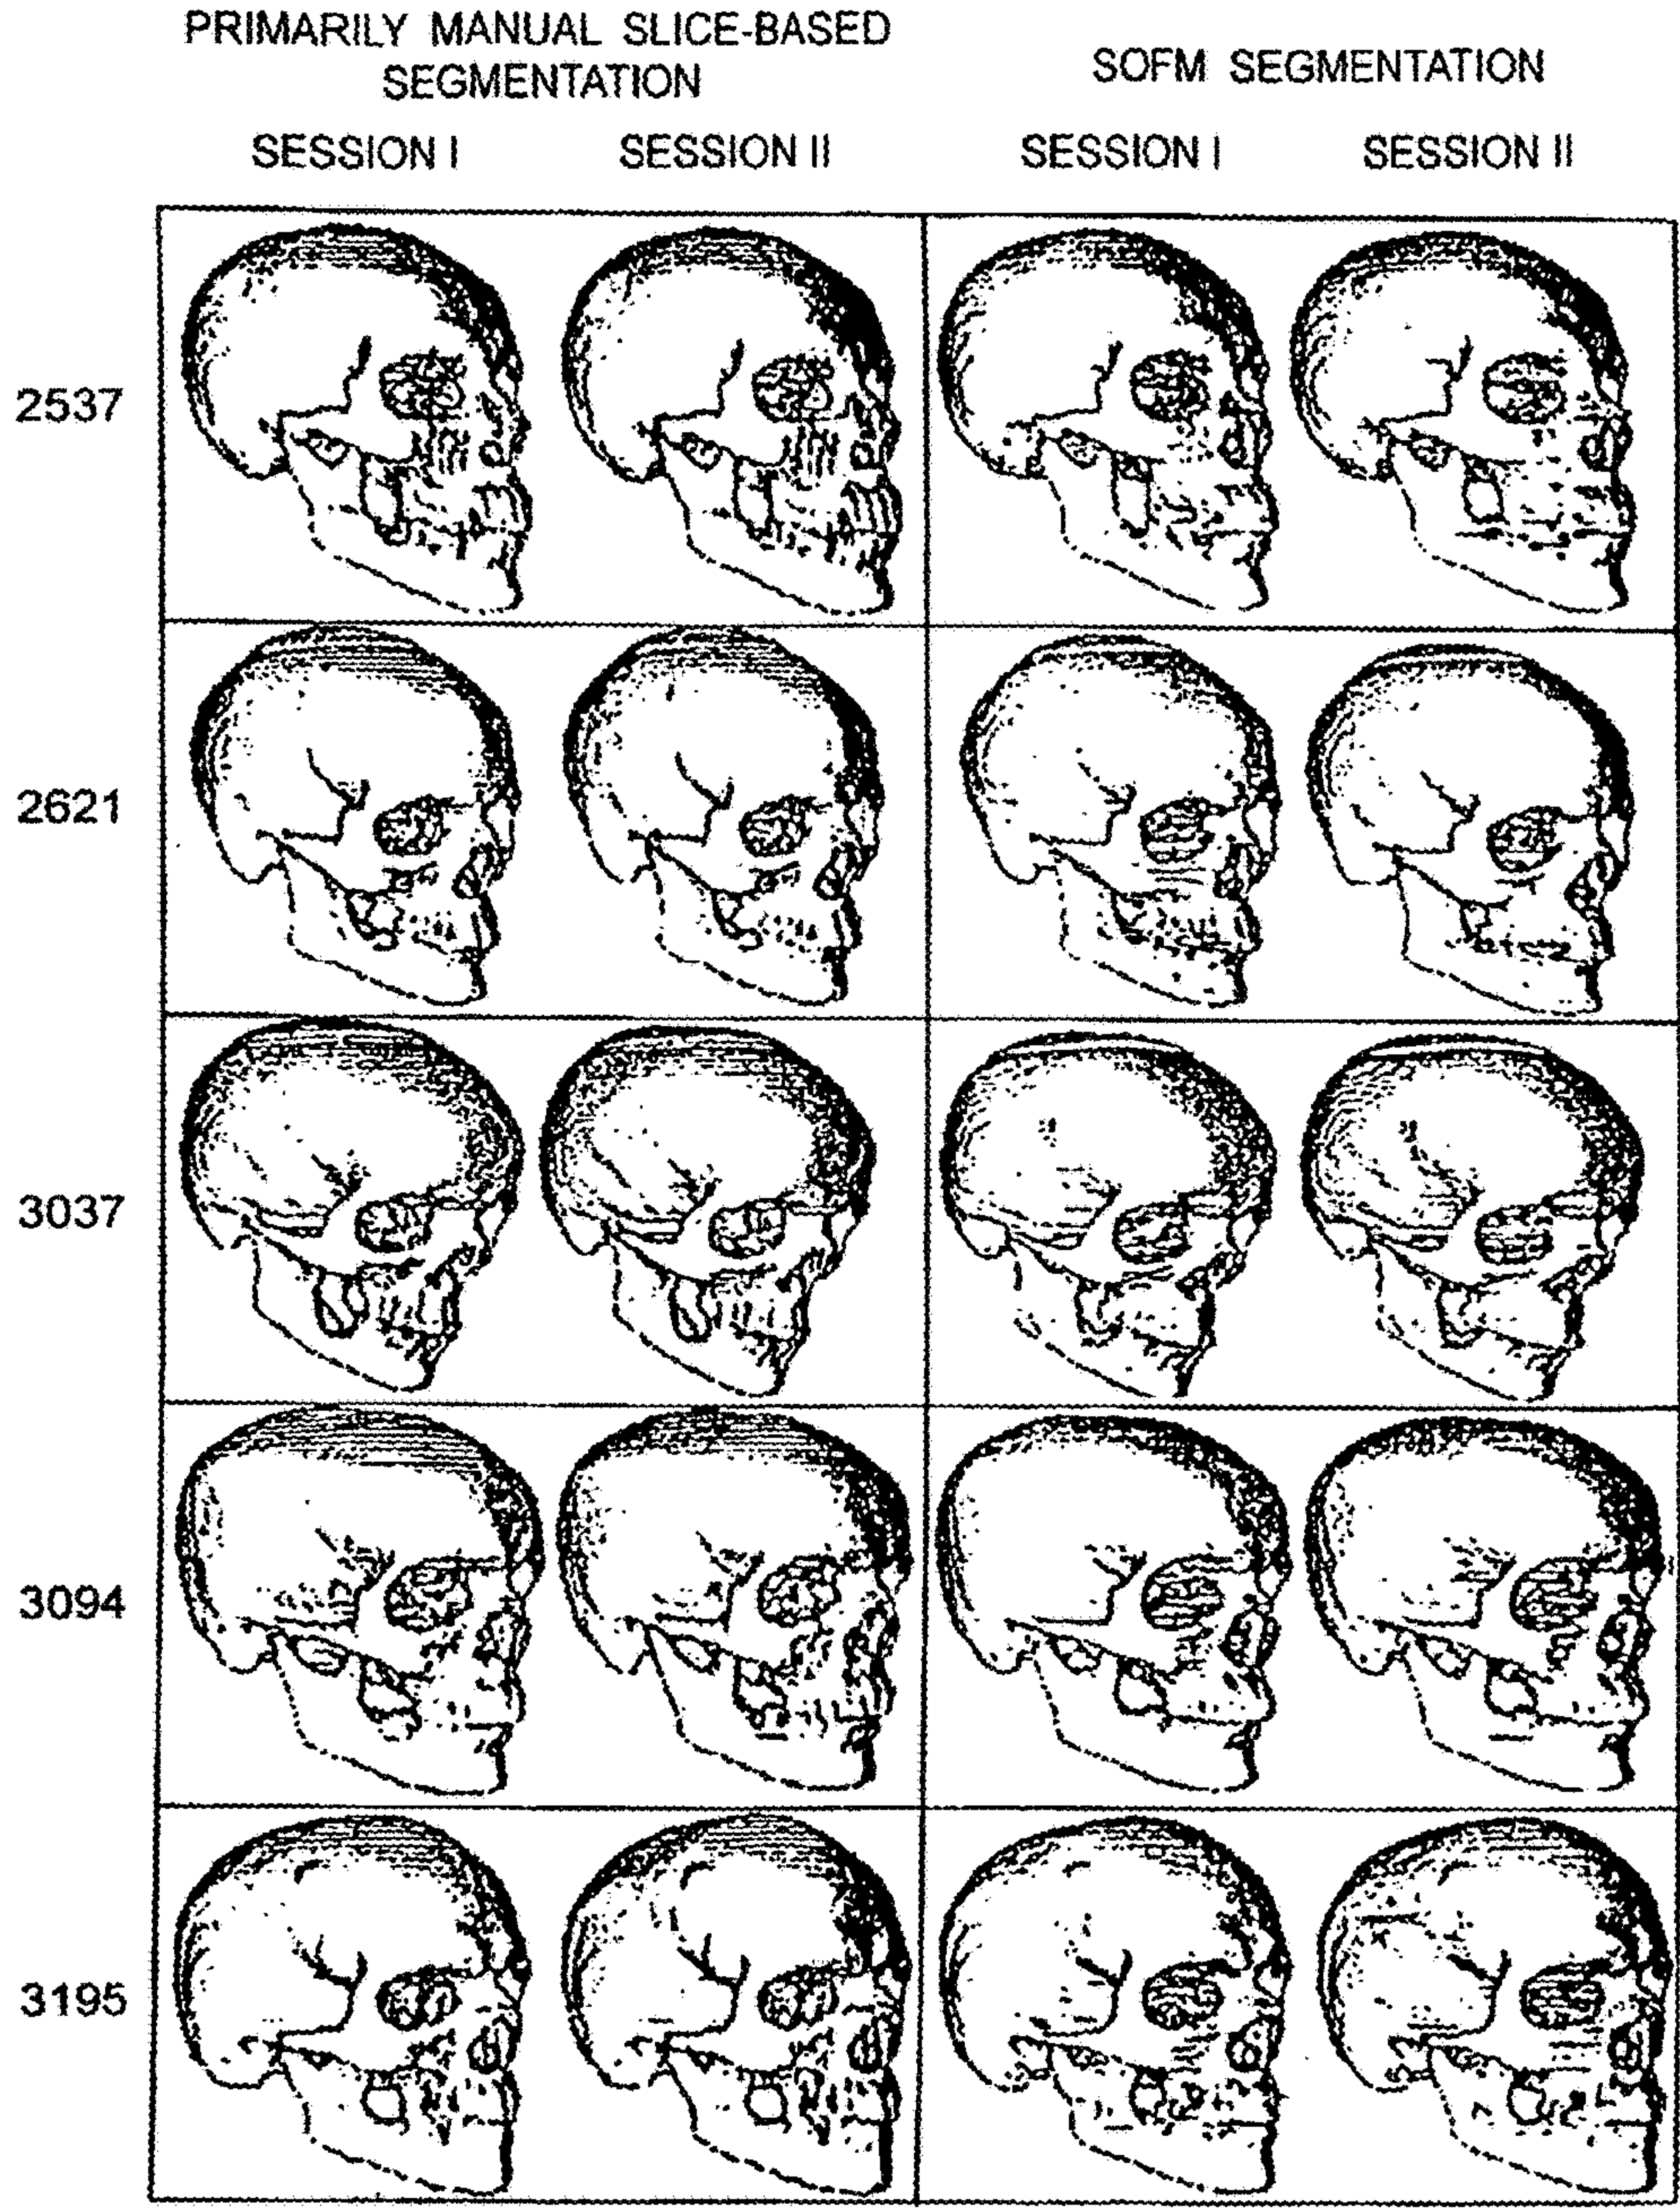 PRIMARILY MANUAL SLICE-BASED
SEGMENTATION
SOFM SEGMENTATION
SESSION I
SESSION II
SESSION I
SESSION II
2537
2621
3037
3094
3195